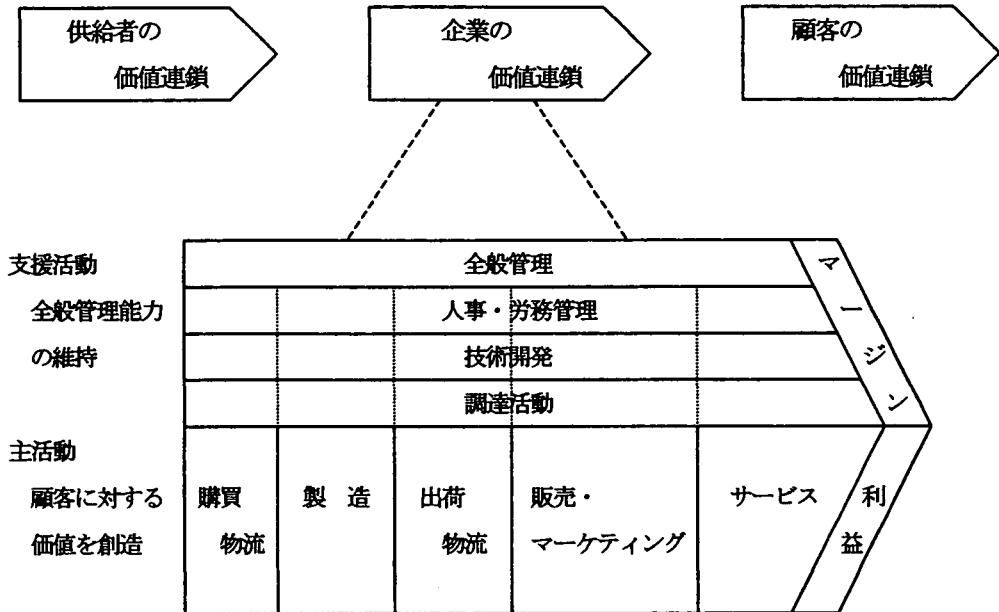 供給者の
価値連鎖
企業の
価値連鎖
顧客の
価値連鎖
支援活動
全般管理能力
の維持
全般管理
人事・労務管理
技術開発
調達活動
マージン
主活動
顧客に対する
価値を創造
購買
物流
製 造
出荷
物流
販売・
マーケティング
サービス
利益